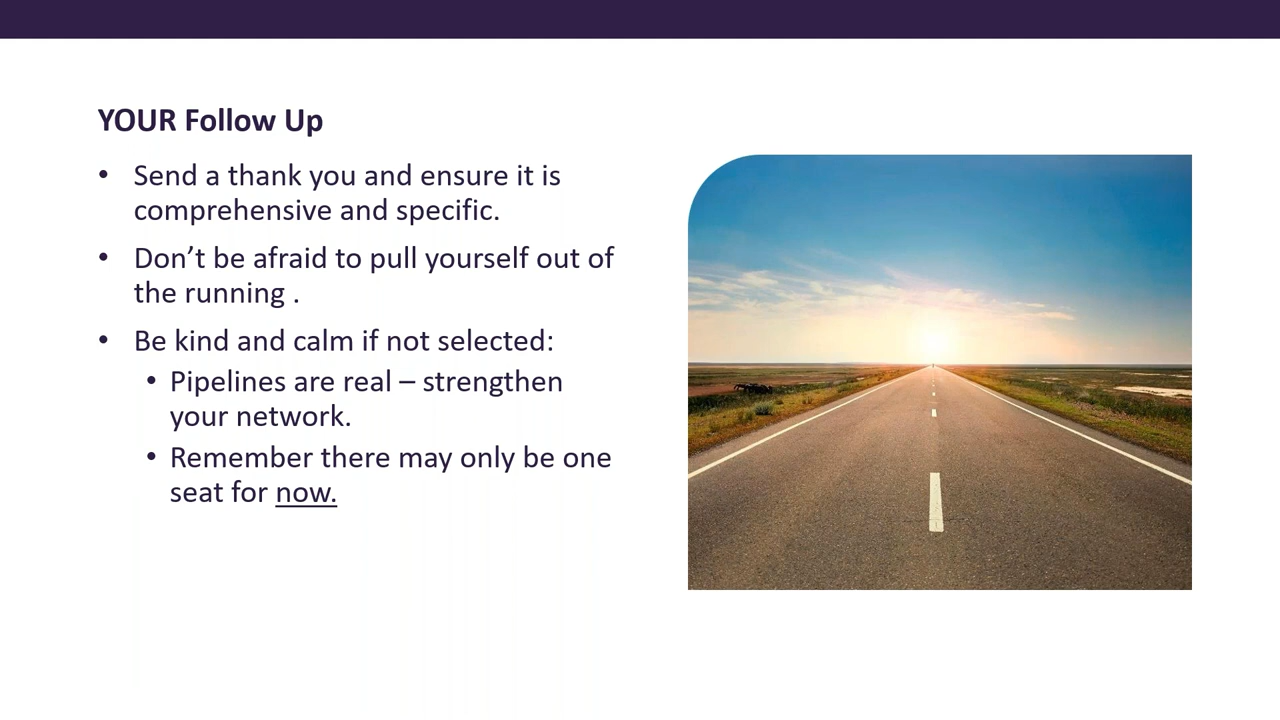 YOUR Follow Up
• Send a thank you and ensure it is
comprehensive and specific.
• Don’t be afraid to pull yourself out of
the running .
• Be kind and calm if not selected:
• Pipelines are real – strengthen
your network.
• Remember there may only be one
seat for now.